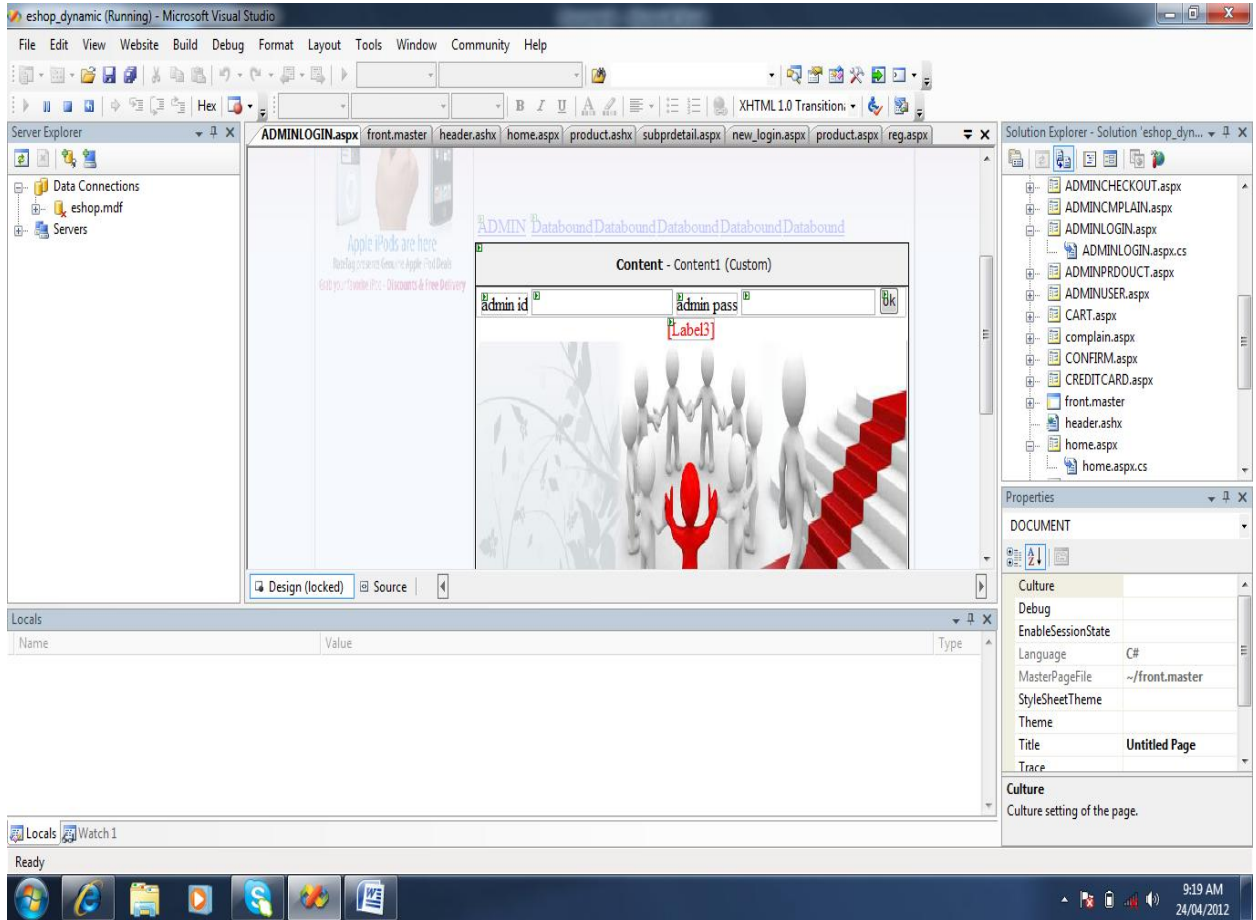 eshop_dynamic (Running) - Microsoft Visual Studio
File Edit View Website Build Debug Format Layout Tools Window Community Help
Hex B I U A XHTML 1.0 Transition:
Server Explorer
Data Connections
eshop.mdf
Servers
ADMINLOGIN.aspx front.master header.ashx home.aspx product.ashx subprdetail.aspx new_login.aspx product.aspx reg.aspx
Apple iPods are here
Discounts & Free Delivery
ADMIN Databound Databound Databound Databound Databound
Content - Content1 (Custom)
admin id admin pass 0k
[Label3]
Design (locked) Source
Solution Explorer - Solution 'eshop_dyn...
ADMINCHECKOUT.aspx
ADMINCMPLAIN.aspx
ADMINLOGIN.aspx
ADMINLOGIN.aspx.cs
ADMINPRDOUCT.aspx
ADMINUSER.aspx
CART.aspx
complain.aspx
CONFIRM.aspx
CREDITCARD.aspx
front.master
header.ashx
home.aspx
home.aspx.cs
Properties
DOCUMENT
Culture
Debug
EnableSessionState
Language C#
MasterPageFile ~/front.master
StyleSheetTheme
Theme
Title Untitled Page
Trace
Culture
Culture setting of the page.
Locals
Name Value Type
Locals Watch 1
Ready
9:19 AM
24/04/2012